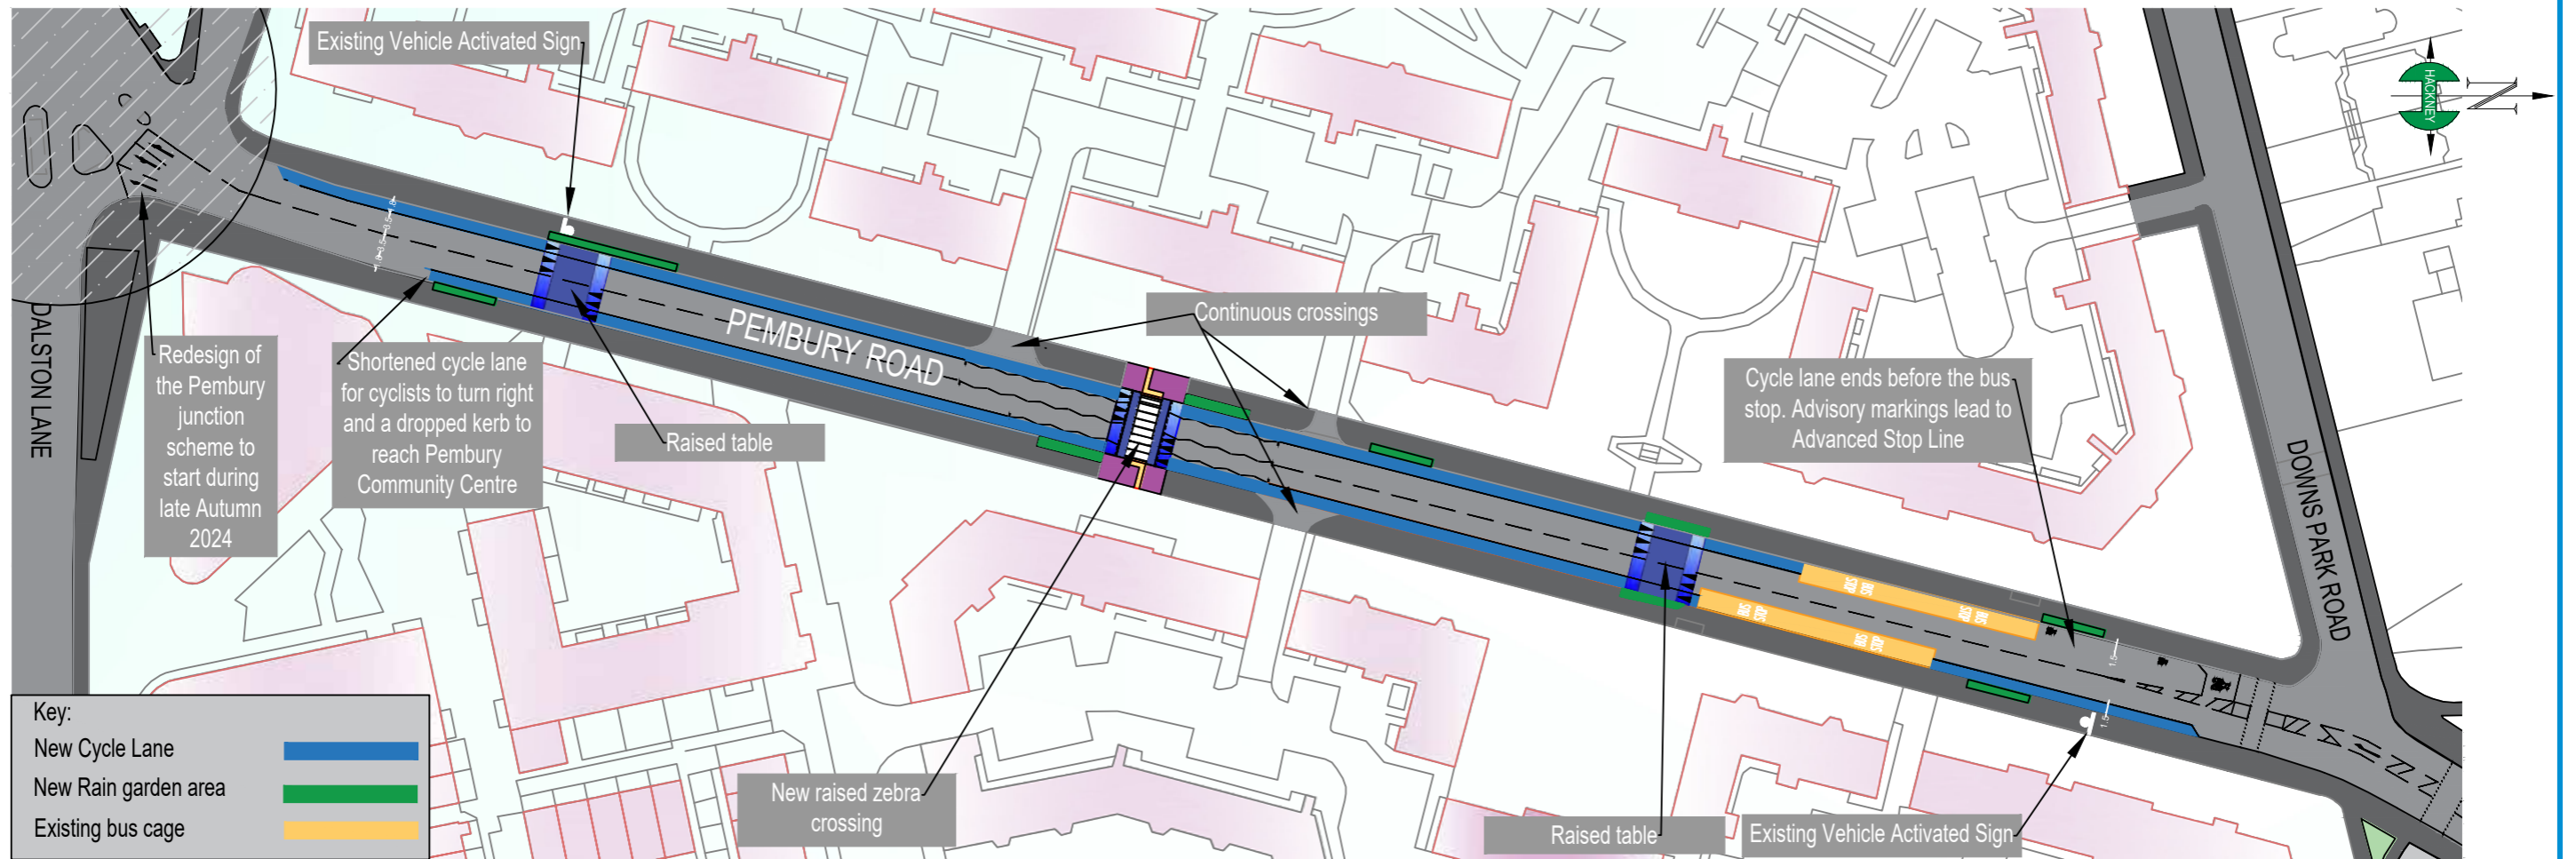 Existing Vehicle Activated Sign
HACKNEY
N
DALSTON LANE
Redesign of
the Pembury
junction
scheme to
start during
late Autumn
2024
Shortened cycle lane
for cyclists to turn right
and a dropped kerb to
reach Pembury
Community Centre
Raised table
PEMBURY ROAD
Continuous crossings
Cycle lane ends before the bus
stop. Advisory markings lead to
Advanced Stop Line
DOWNS PARK ROAD
BUS
STOP
BUS
STOP
BUS
STOP
BUS
STOP
1.5
1.5
New raised zebra
crossing
Raised table
Existing Vehicle Activated Sign
Key:
New Cycle Lane
New Rain garden area
Existing bus cage